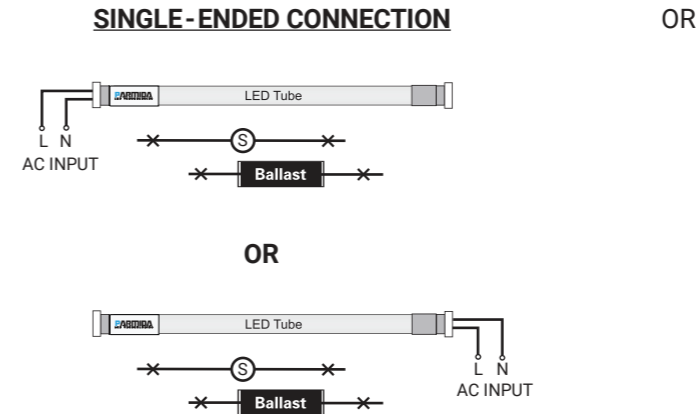 SINGLE-ENDED CONNECTION
OR
LED Tube
L N
AC INPUT
S
Ballast
OR
LED Tube
S
L N
AC INPUT
Ballast